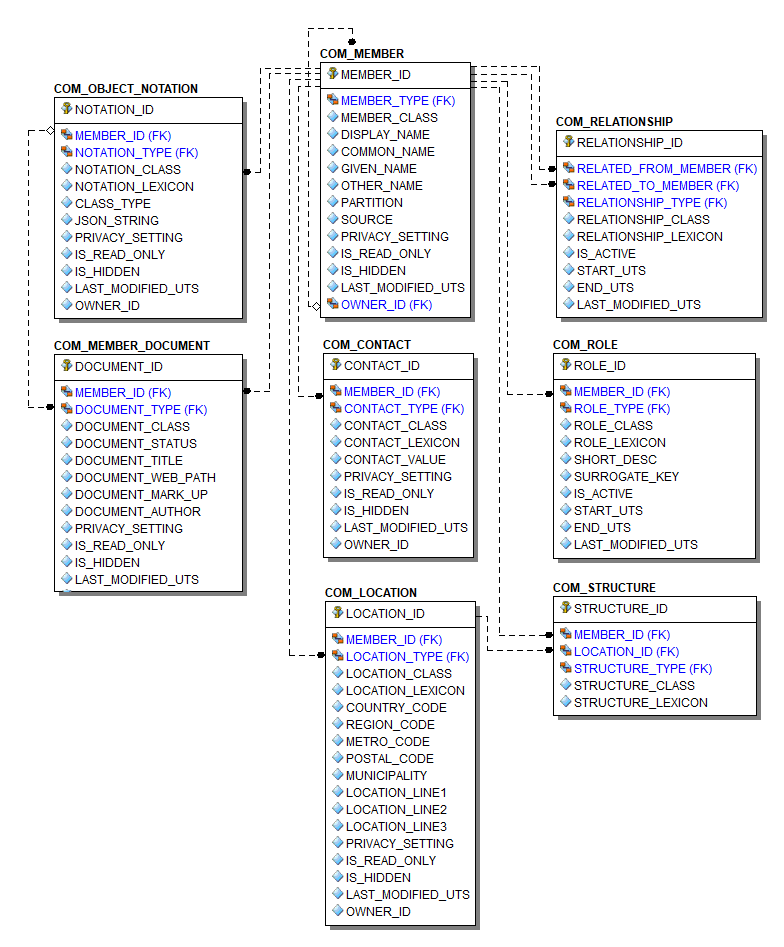 COM_MEMBER
MEMBER_ID
MEMBER_TYPE (FK)
MEMBER_CLASS
DISPLAY_NAME
COMMON_NAME
GIVEN_NAME
OTHER_NAME
PARTITION
SOURCE
PRIVACY_SETTING
IS_READ_ONLY
IS_HIDDEN
LAST_MODIFIED_UTS
OWNER_ID (FK)
COM_OBJECT_NOTATION
NOTATION_ID
MEMBER_ID (FK)
NOTATION_TYPE (FK)
NOTATION_CLASS
NOTATION_LEXICON
CLASS_TYPE
JSON_STRING
PRIVACY_SETTING
IS_READ_ONLY
IS_HIDDEN
LAST_MODIFIED_UTS
OWNER_ID
COM_RELATIONSHIP
RELATIONSHIP_ID
RELATED_FROM_MEMBER (FK)
RELATED_TO_MEMBER (FK)
RELATIONSHIP_TYPE (FK)
RELATIONSHIP_CLASS
RELATIONSHIP_LEXICON
IS_ACTIVE
START_UTS
END_UTS
LAST_MODIFIED_UTS
COM_MEMBER_DOCUMENT
DOCUMENT_ID
MEMBER_ID (FK)
DOCUMENT_TYPE (FK)
DOCUMENT_CLASS
DOCUMENT_STATUS
DOCUMENT_TITLE
DOCUMENT_WEB_PATH
DOCUMENT_MARK_UP
DOCUMENT_AUTHOR
PRIVACY_SETTING
IS_READ_ONLY
IS_HIDDEN
LAST_MODIFIED_UTS
COM_CONTACT
CONTACT_ID
MEMBER_ID (FK)
CONTACT_TYPE (FK)
CONTACT_CLASS
CONTACT_LEXICON
CONTACT_VALUE
PRIVACY_SETTING
IS_READ_ONLY
IS_HIDDEN
LAST_MODIFIED_UTS
OWNER_ID
COM_ROLE
ROLE_ID
MEMBER_ID (FK)
ROLE_TYPE (FK)
ROLE_CLASS
ROLE_LEXICON
SHORT_DESC
SURROGATE_KEY
IS_ACTIVE
START_UTS
END_UTS
LAST_MODIFIED_UTS
COM_LOCATION
LOCATION_ID
MEMBER_ID (FK)
LOCATION_TYPE (FK)
LOCATION_CLASS
LOCATION_LEXICON
COUNTRY_CODE
REGION_CODE
METRO_CODE
POSTAL_CODE
MUNICIPALITY
LOCATION_LINE1
LOCATION_LINE2
LOCATION_LINE3
PRIVACY_SETTING
IS_READ_ONLY
IS_HIDDEN
LAST_MODIFIED_UTS
OWNER_ID
COM_STRUCTURE
STRUCTURE_ID
MEMBER_ID (FK)
LOCATION_ID (FK)
STRUCTURE_TYPE (FK)
STRUCTURE_CLASS
STRUCTURE_LEXICON